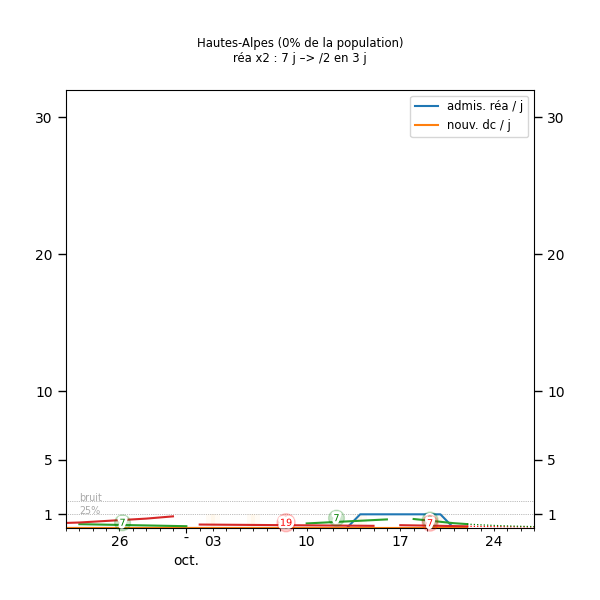 Hautes-Alpes (0% de la population)
réa x2 : 7 j –> /2 en 3 j
admis. réa / j
nouv. dc / j
30 30
20 20
10 10
5 5
bruit
25%
1 1
7 19 7 7
26 - 03 10 17 24
oct.